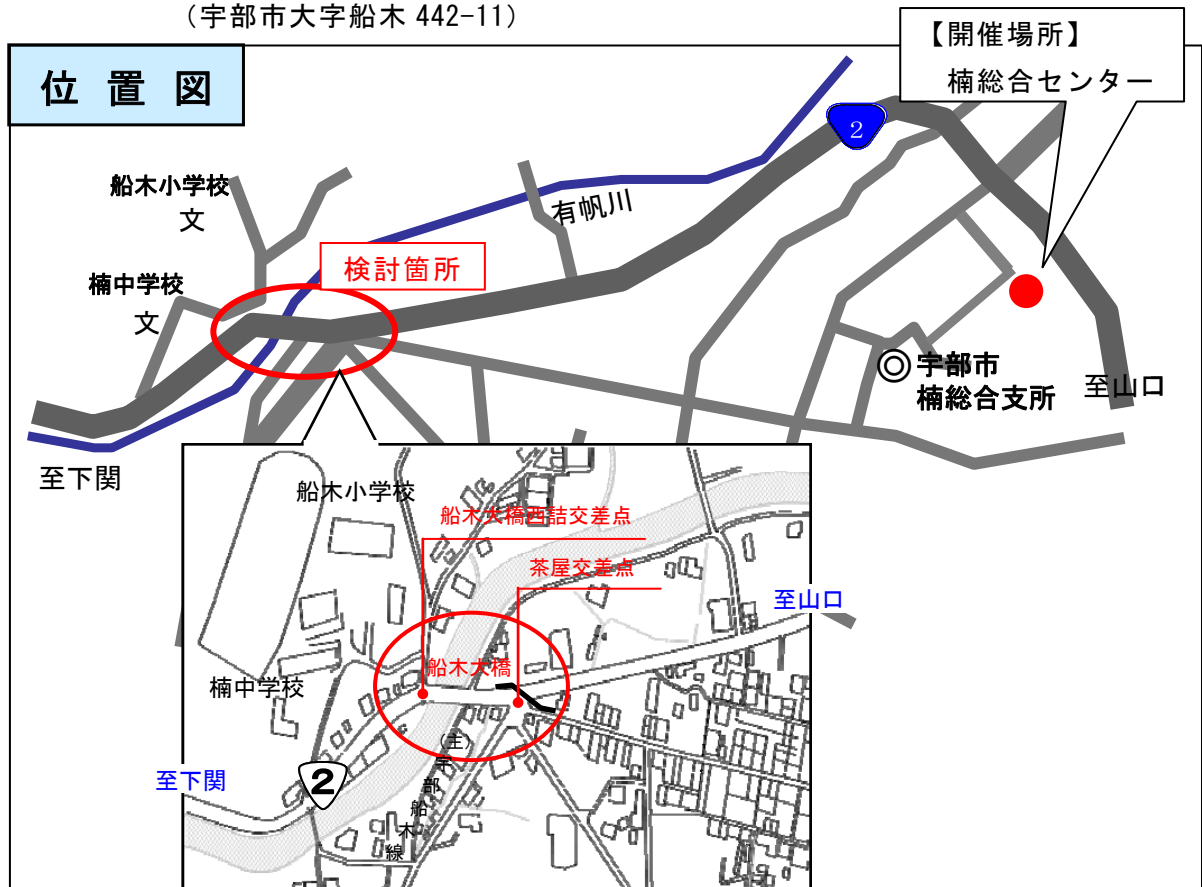 (宇部市大字船木 442-11)
【開催場所】
楠総合センター
位 置 図
2
船木小学校
文
有帆川
検討箇所
楠中学校
文
宇部市
楠総合支所
至山口
至下関
船木小学校
船木大橋西詰交差点
茶屋交差点
至山口
船木大橋
楠中学校
(主)宇部船木線
至下関
2